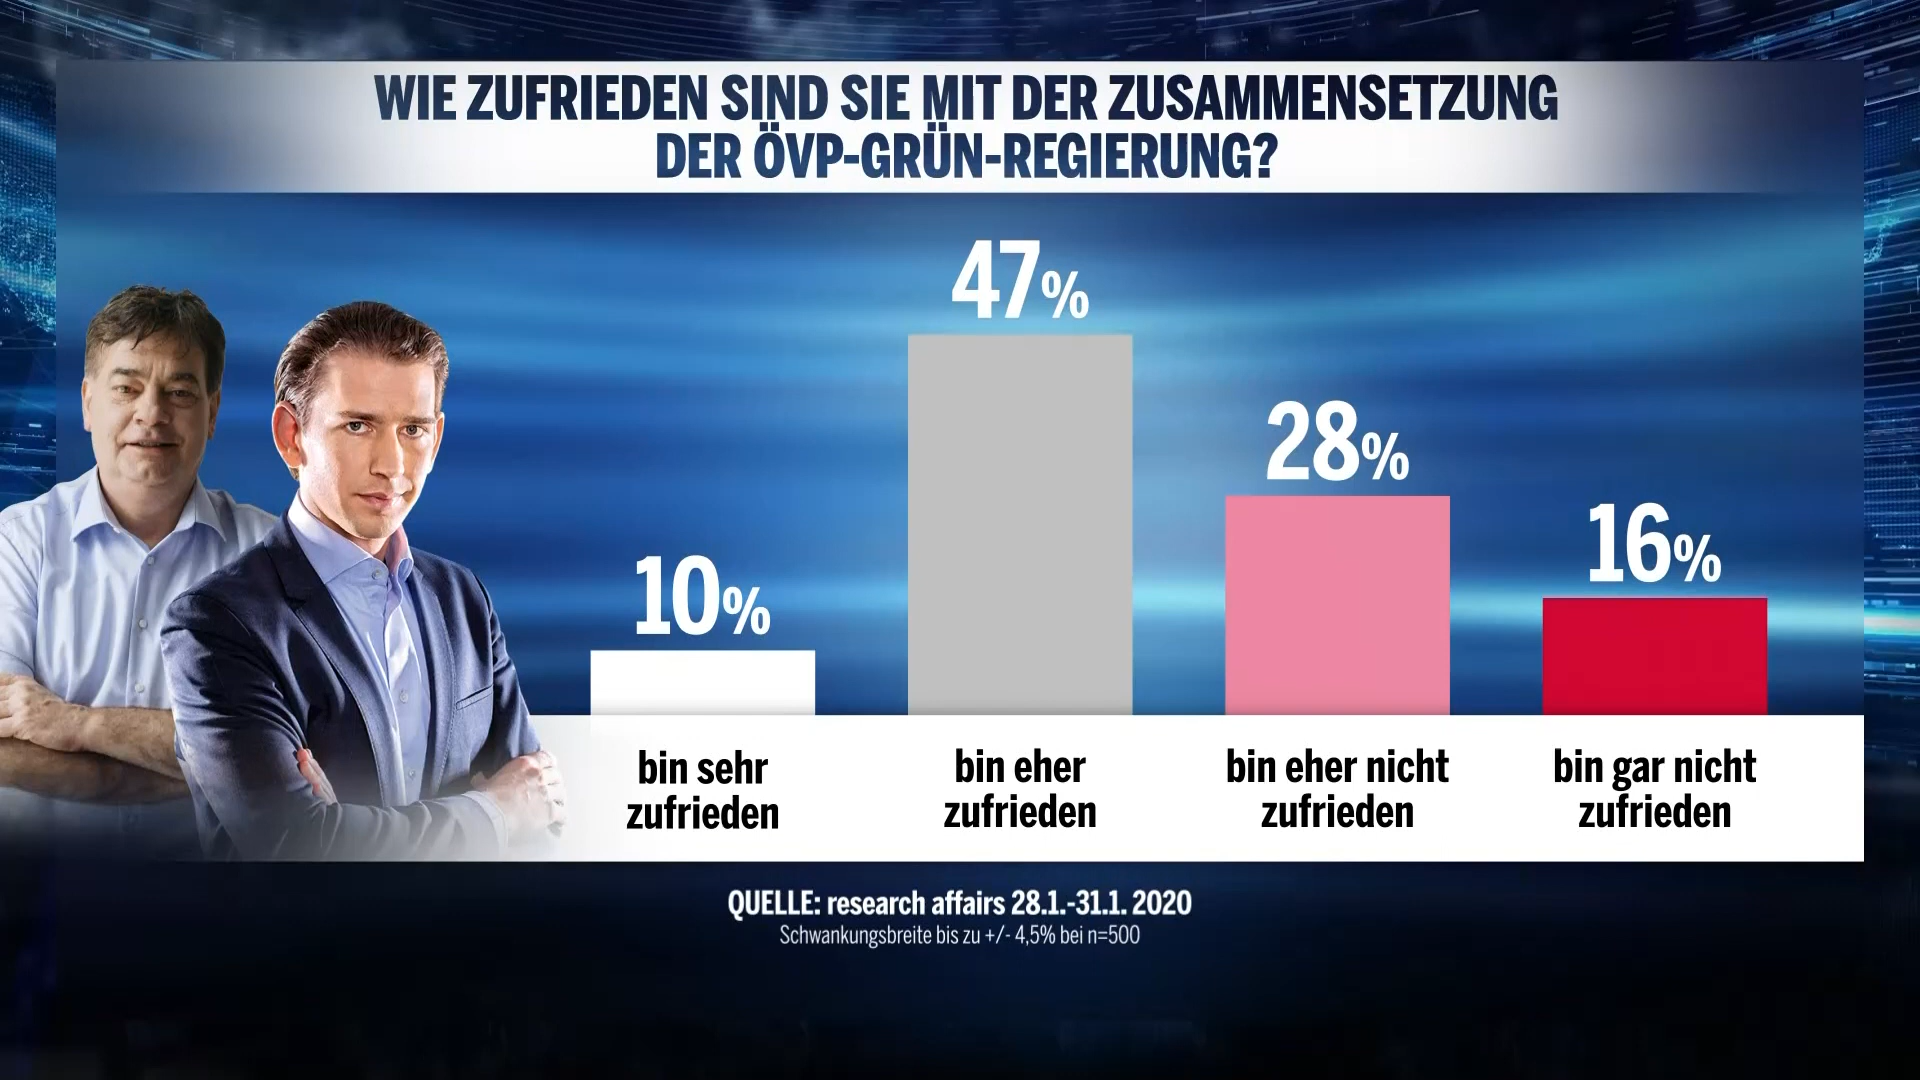 WIE ZUFRIEDEN SIND SIE MIT DER ZUSAMMENSETZUNG
DER ÖVP-GRÜN-REGIERUNG?
10%
47%
28%
16%
bin sehr
zufrieden
bin eher
zufrieden
bin eher nicht
zufrieden
bin gar nicht
zufrieden
QUELLE: research affairs 28.1.-31.1. 2020
Schwankungsbreite bis zu +/- 4,5% bei n=500